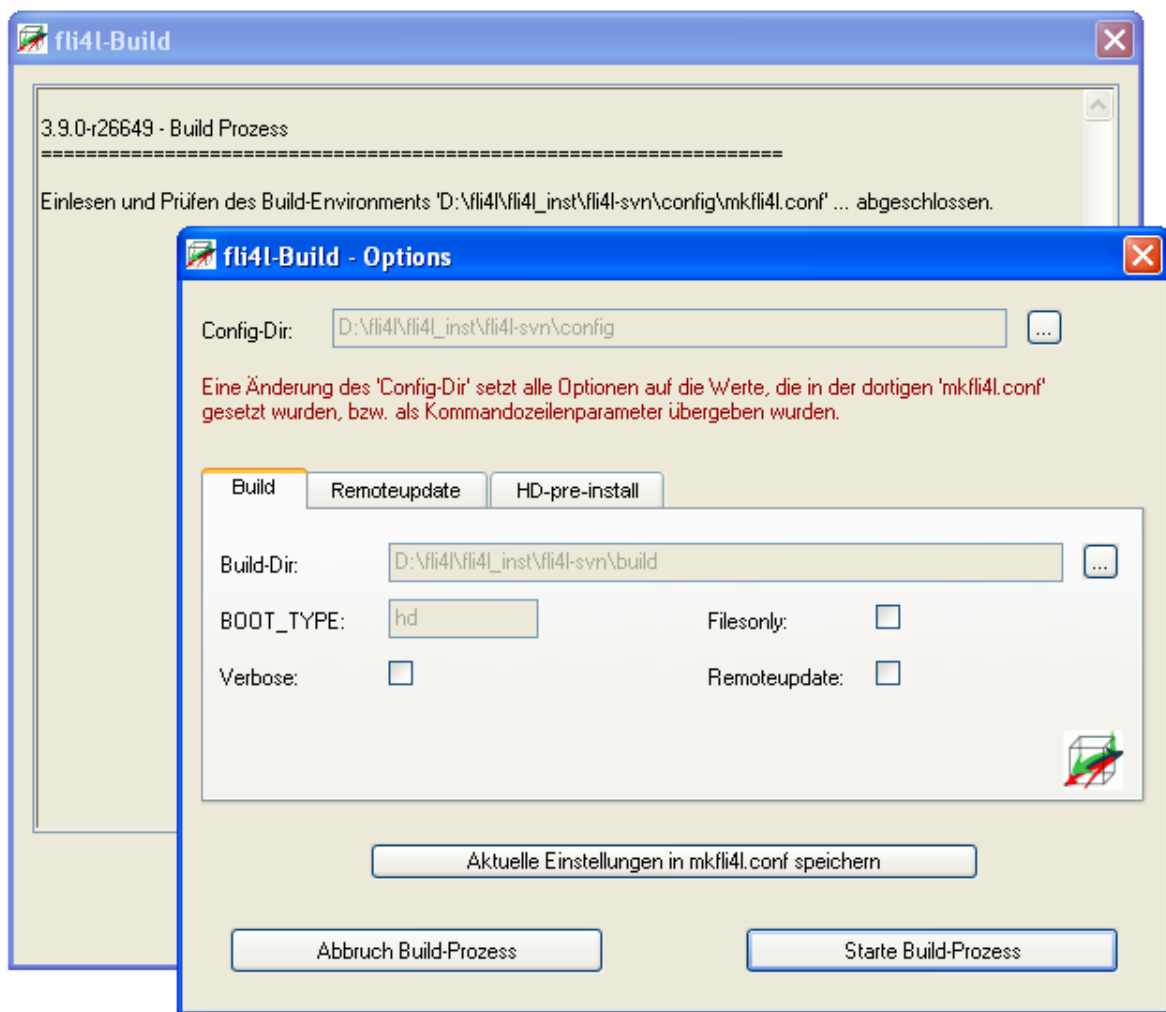 fli4l-Build
3.9.0-r26649 - Build Prozess
==================================================================
Einlesen und Prüfen des Build-Environments 'D:\fli4l\fli4l_inst\fli4l-svn\config\mkfli4l.conf' ... abgeschlossen.
fli4l-Build - Options
Config-Dir: D:\fli4l\fli4l_inst\fli4l-svn\config ...
Eine Änderung des 'Config-Dir' setzt alle Optionen auf die Werte, die in der dortigen 'mkfli4l.conf'
gesetzt wurden, bzw. als Kommandozeilenparameter übergeben wurden.
Build Remoteupdate HD-pre-install
Build-Dir: D:\fli4l\fli4l_inst\fli4l-svn\build ...
BOOT_TYPE: hd Filesonly:
Verbose: Remoteupdate:
Aktuelle Einstellungen in mkfli4l.conf speichern
Abbruch Build-Prozess Starte Build-Prozess